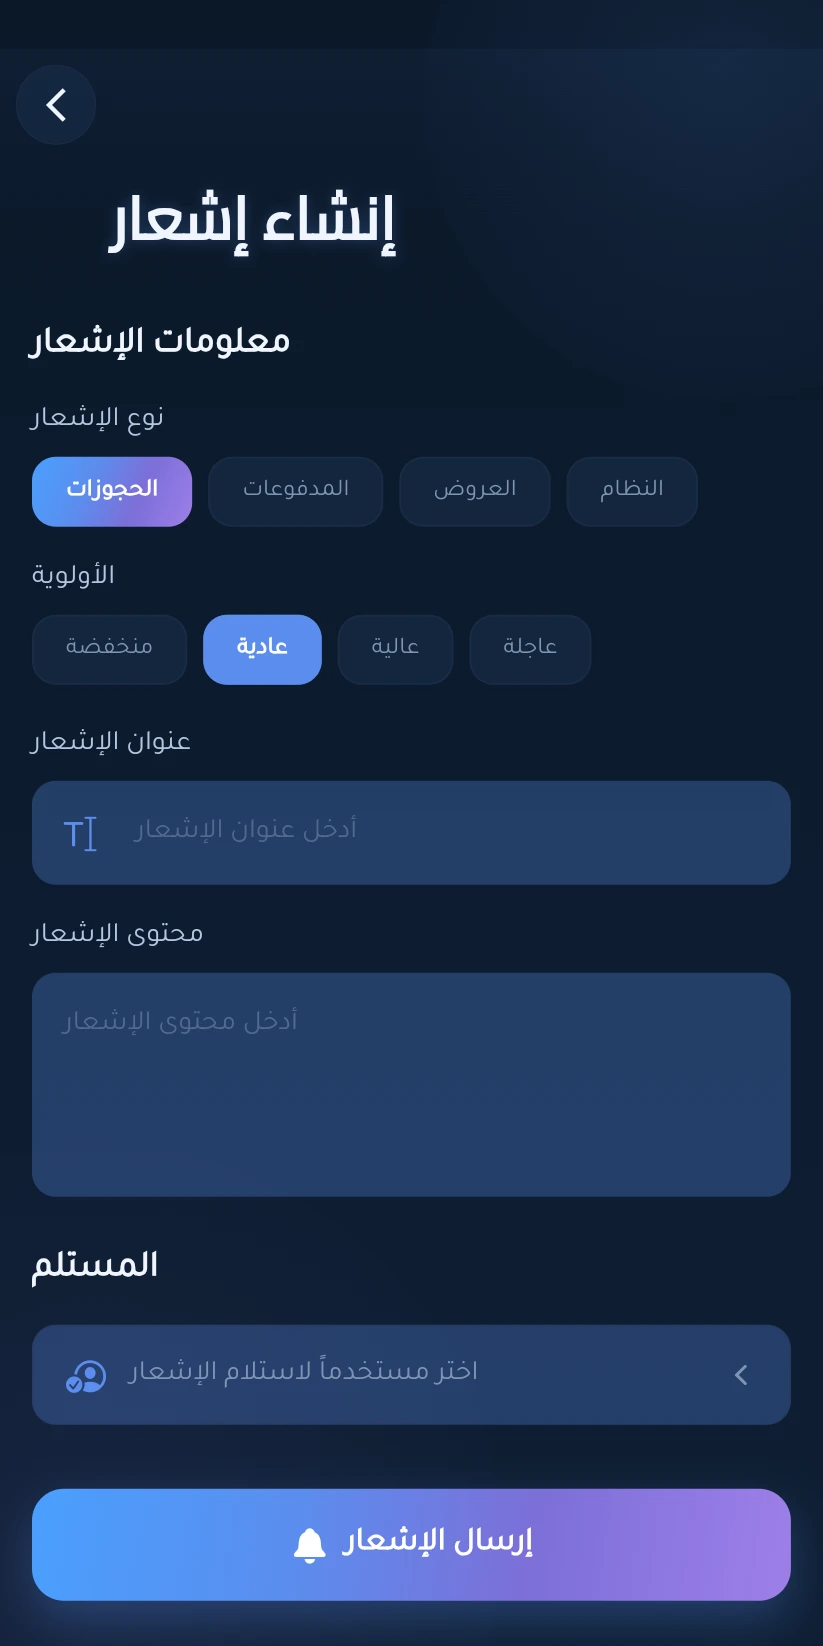 إنشاء إشعار
معلومات الإشعار
نوع الإشعار
الحجوزات المدفوعات العروض النظام
الأولوية
منخفضة عادية عالية عاجلة
عنوان الإشعار
أدخل عنوان الإشعار
محتوى الإشعار
أدخل محتوى الإشعار
المستلم
اختر مستخدماً لاستلام الإشعار
إرسال الإشعار